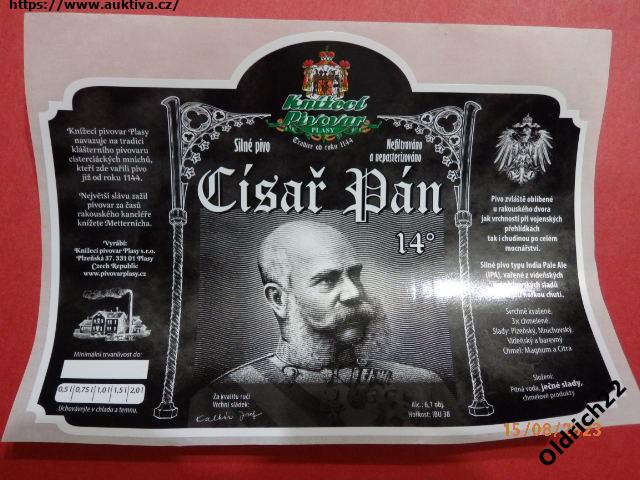 https://www.auktiva.cz/
Knížecí
Pivovar
PLASY
Tradice od roku 1144
Silné pivo
Nefiltrováno
a nepasterizováno
Císař Pán
14°
Knížecí pivovar Plasy
navazuje na tradici
klášterního pivovaru
cisterciáckých mnichů,
kteří zde vařili pivo
již od roku 1144.
Největší slávu zažil
pivovar za časů
rakouského kancléře
knížete Metternicha.
Vyrábí:
Knížecí pivovar Plasy s.r.o.
Plzeňská 37, 331 01 Plasy
Czech Republic
www.pivovarplasy.cz
Minimální trvanlivost do:
0,5 l 0,75 l 1,0 l 1,5 l 2,0 l
Uchovávejte v chladu a temnu.
Za kvalitu ručí
Vrchní sládek:
Alc.: 6,1 obj.
Hořkost: IBU 38
Pivo zvláště oblíbené
u rakouského dvora
jak vrchností při vojenských
přehlídkách
tak i chudinou po celém
mocnářství.
Silné pivo typu India Pale Ale
(IPA), vařené z vídeňských
sladů
hořkou chutí.
Svrchně kvašené,
3x chmelené
Slady: Plzeňský, Mnichovský,
Vídeňský a barevný
Chmel: Magnum a Citra
Složení:
Pitná voda, ječné slady,
chmelové produkty
15/08/2023
Oldrich22